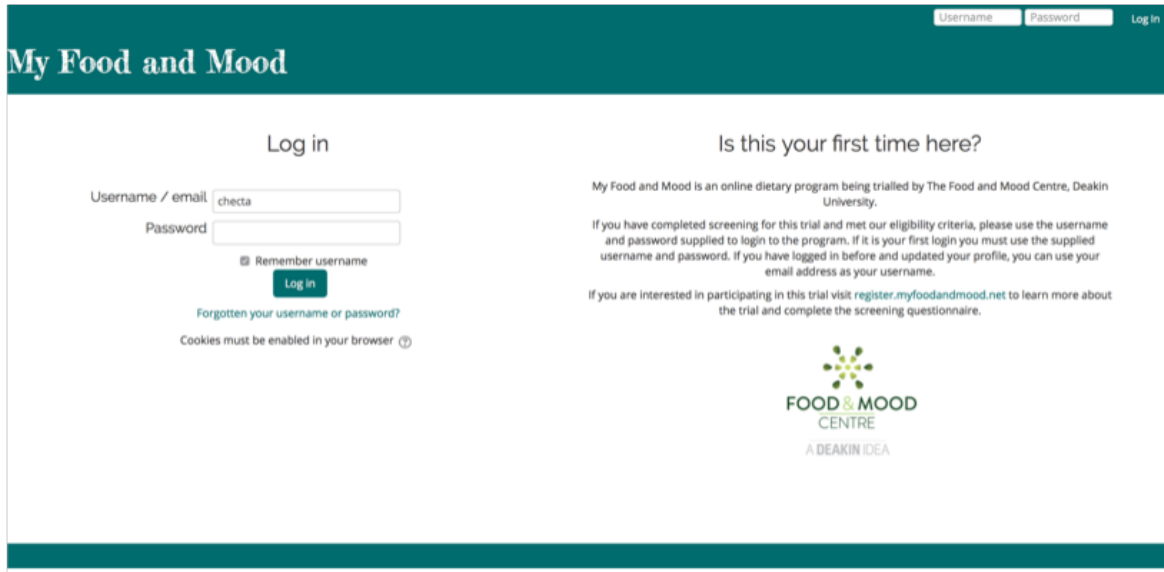 Username Password Log In
My Food and Mood
Log in
Username / email checta
Password
Remember username
Log in
Forgotten your username or password?
Cookies must be enabled in your browser
Is this your first time here?
My Food and Mood is an online dietary program being trialled by The Food and Mood Centre, Deakin
University.
If you have completed screening for this trial and met our eligibility criteria, please use the username
and password supplied to login to the program. If it is your first login you must use the supplied
username and password. If you have logged in before and updated your profile, you can use your
email address as your username.
If you are interested in participating in this trial visit register.myfoodandmood.net to learn more about
the trial and complete the screening questionnaire.
FOOD & MOOD
CENTRE
A DEAKIN IDEA